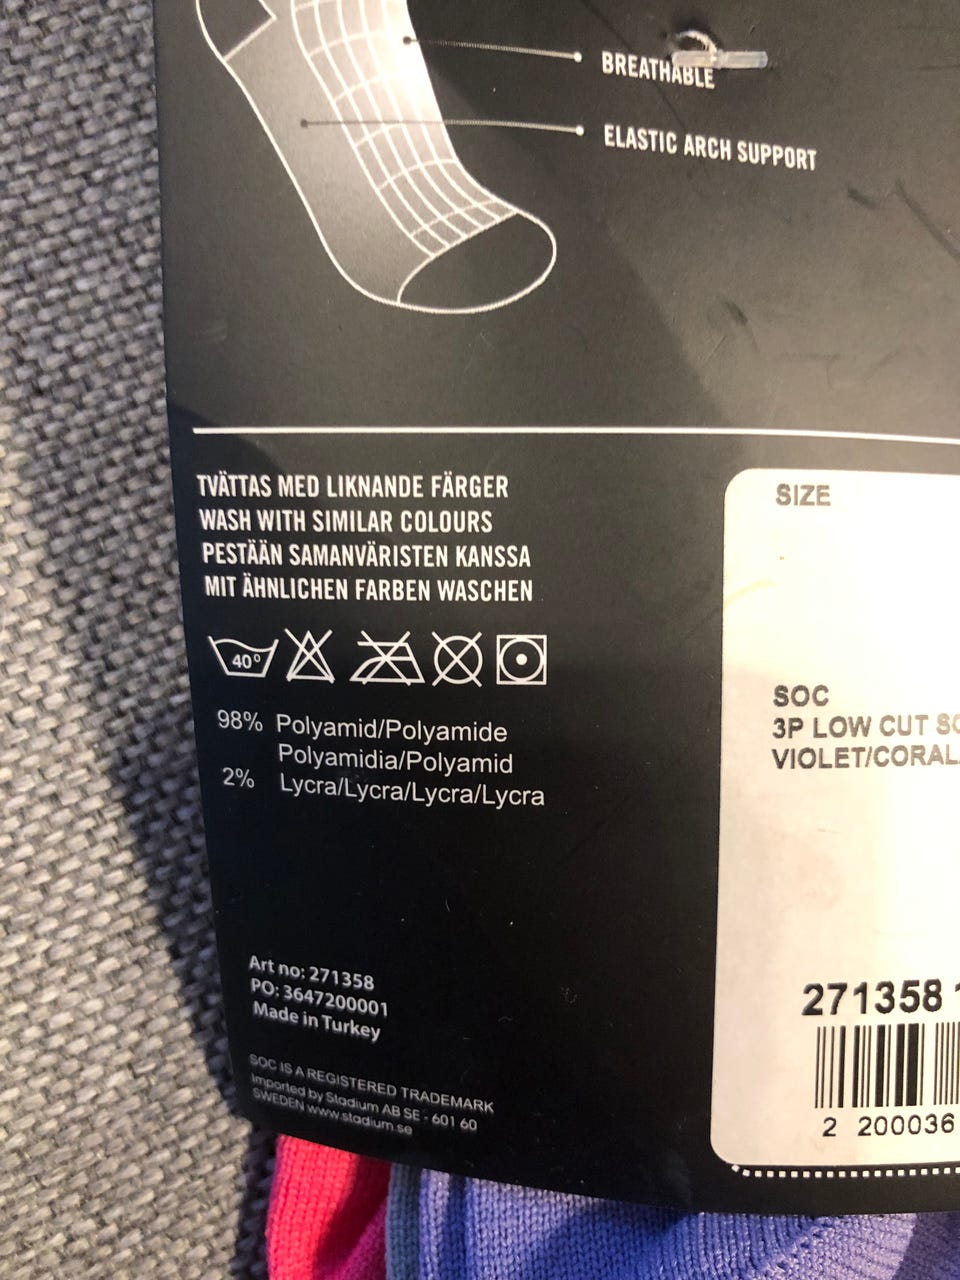 BREATHABLE
ELASTIC ARCH SUPPORT
TVÄTTAS MED LIKNANDE FÄRGER
WASH WITH SIMILAR COLOURS
PESTÄÄN SAMANVÄRISTEN KANSSA
MIT ÄHNLICHEN FARBEN WASCHEN
40°
98% Polyamid/Polyamide
Polyamidia/Polyamid
2% Lycra/Lycra/Lycra/Lycra
Art no: 271358
PO: 3647200001
Made in Turkey
SOC IS A REGISTERED TRADEMARK
Imported by Stadium AB SE - 601 60
SWEDEN www.stadium.se
SIZE
SOC
3P LOW CUT
VIOLET/CORAL
271358
2 200036